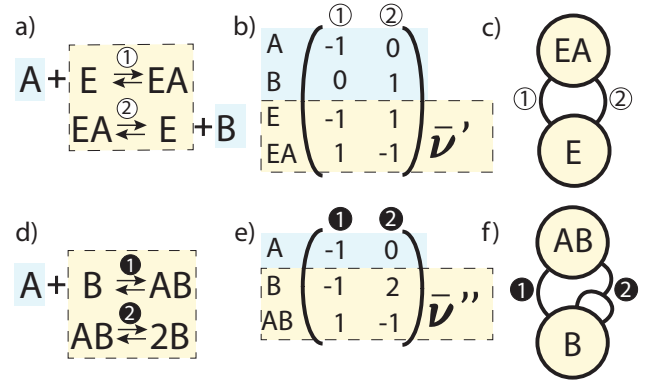 a)
①
A + E ⇌ EA
②
EA ⇌ E + B
b)
① ②
A -1 0
B 0 1
E -1 1
EA 1 -1
ν̄'
c)
EA
① ②
E
d)
❶
A + B ⇌ AB
❷
AB ⇌ 2B
e)
❶ ❷
A -1 0
B -1 2
AB 1 -1
ν̄''
f)
AB
❶ ❷
B